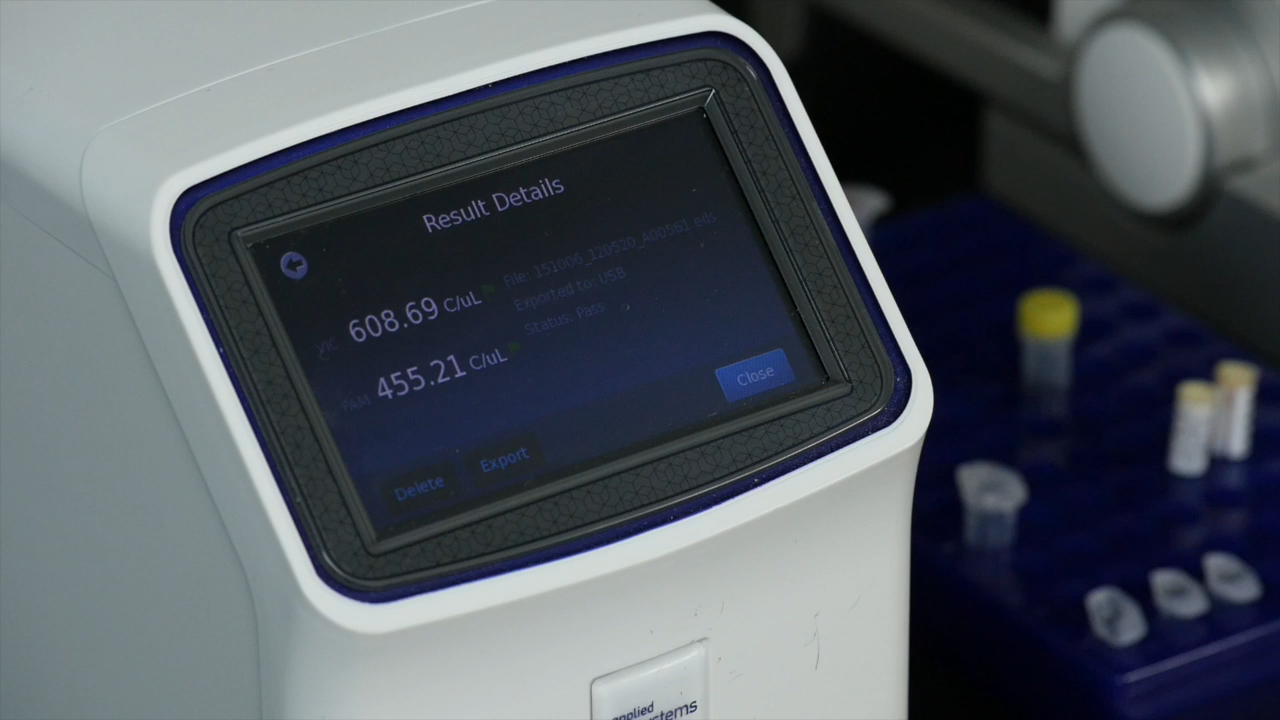 Result Details
VIC 608.69 C/uL
FAM 455.21 C/uL
File: 151006_120520_A00561.eds
Exported to: USB
Status: Pass
Close
Delete
Export
applied